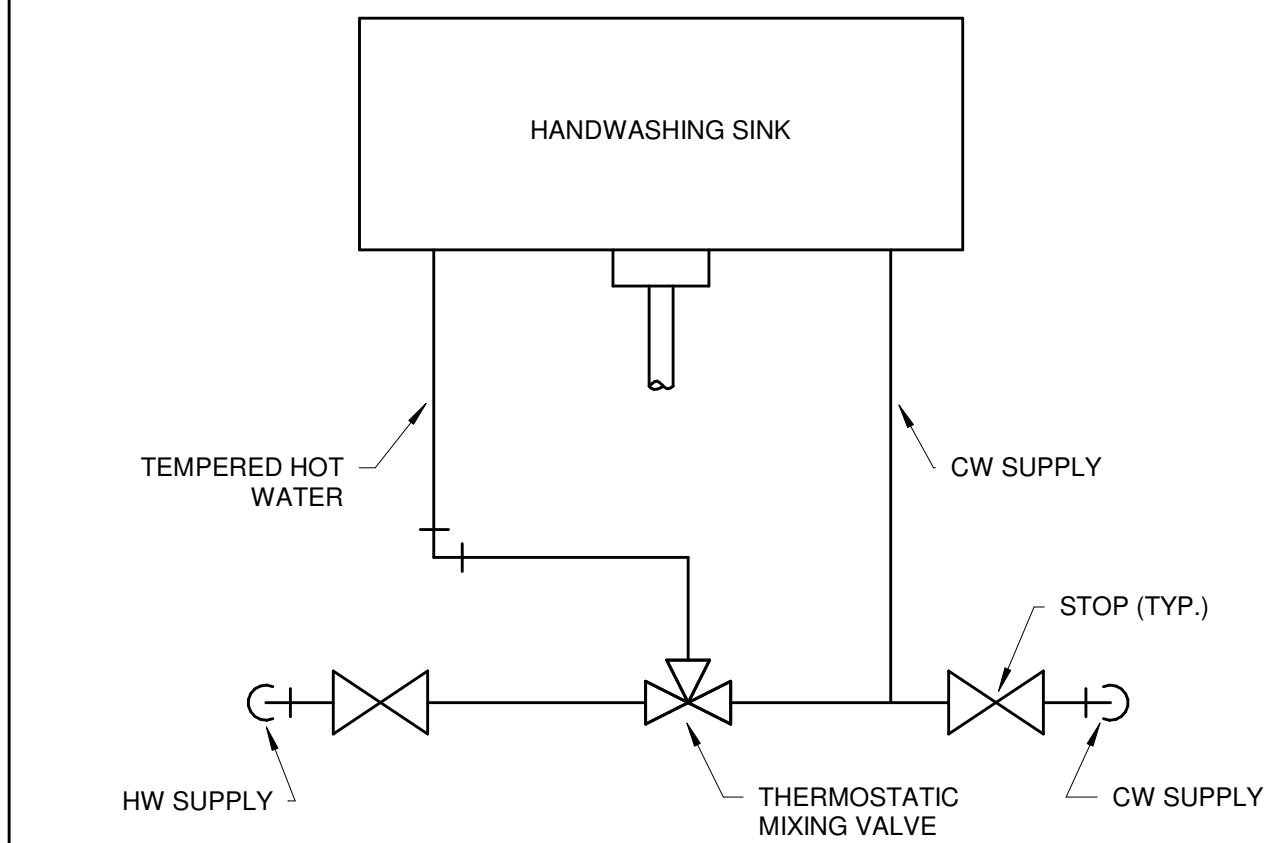 HANDWASHING SINK
TEMPERED HOT
WATER
CW SUPPLY
STOP (TYP.)
HW SUPPLY
THERMOSTATIC
MIXING VALVE
CW SUPPLY